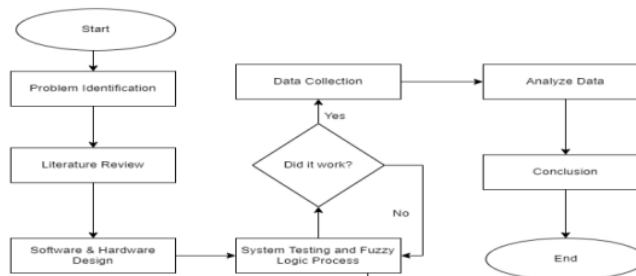 Start
Problem Identification
Literature Review
Software & Hardware
Design
System Testing and Fuzzy
Logic Process
Did it work?
No
Yes
Data Collection
Analyze Data
Conclusion
End